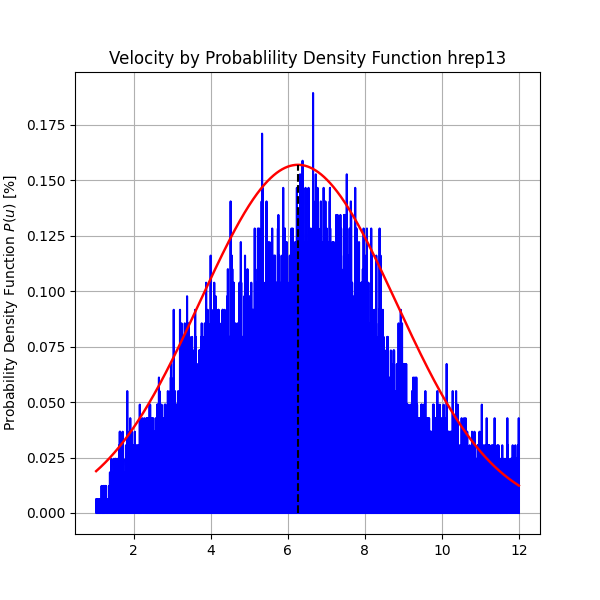 Velocity by Probablility Density Function hrep13
Probability Density Function P(u) [%]
0.175
0.150
0.125
0.100
0.075
0.050
0.025
0.000
2 4 6 8 10 12